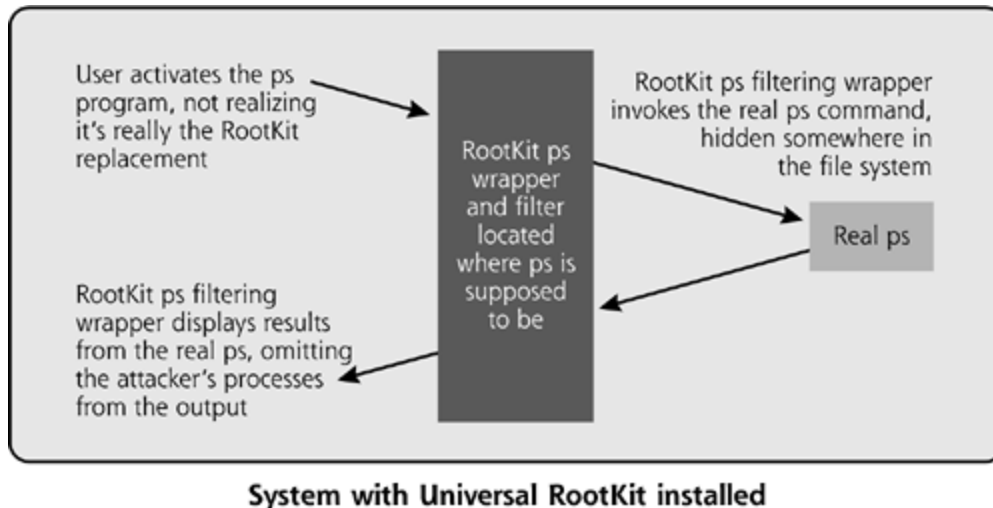 User activates the ps
program, not realizing
it's really the RootKit
replacement
RootKit ps
wrapper
and filter
located
where ps is
supposed
to be
RootKit ps filtering wrapper
invokes the real ps command,
hidden somewhere in
the file system
Real ps
RootKit ps filtering
wrapper displays results
from the real ps, omitting
the attacker's processes
from the output
System with Universal RootKit installed